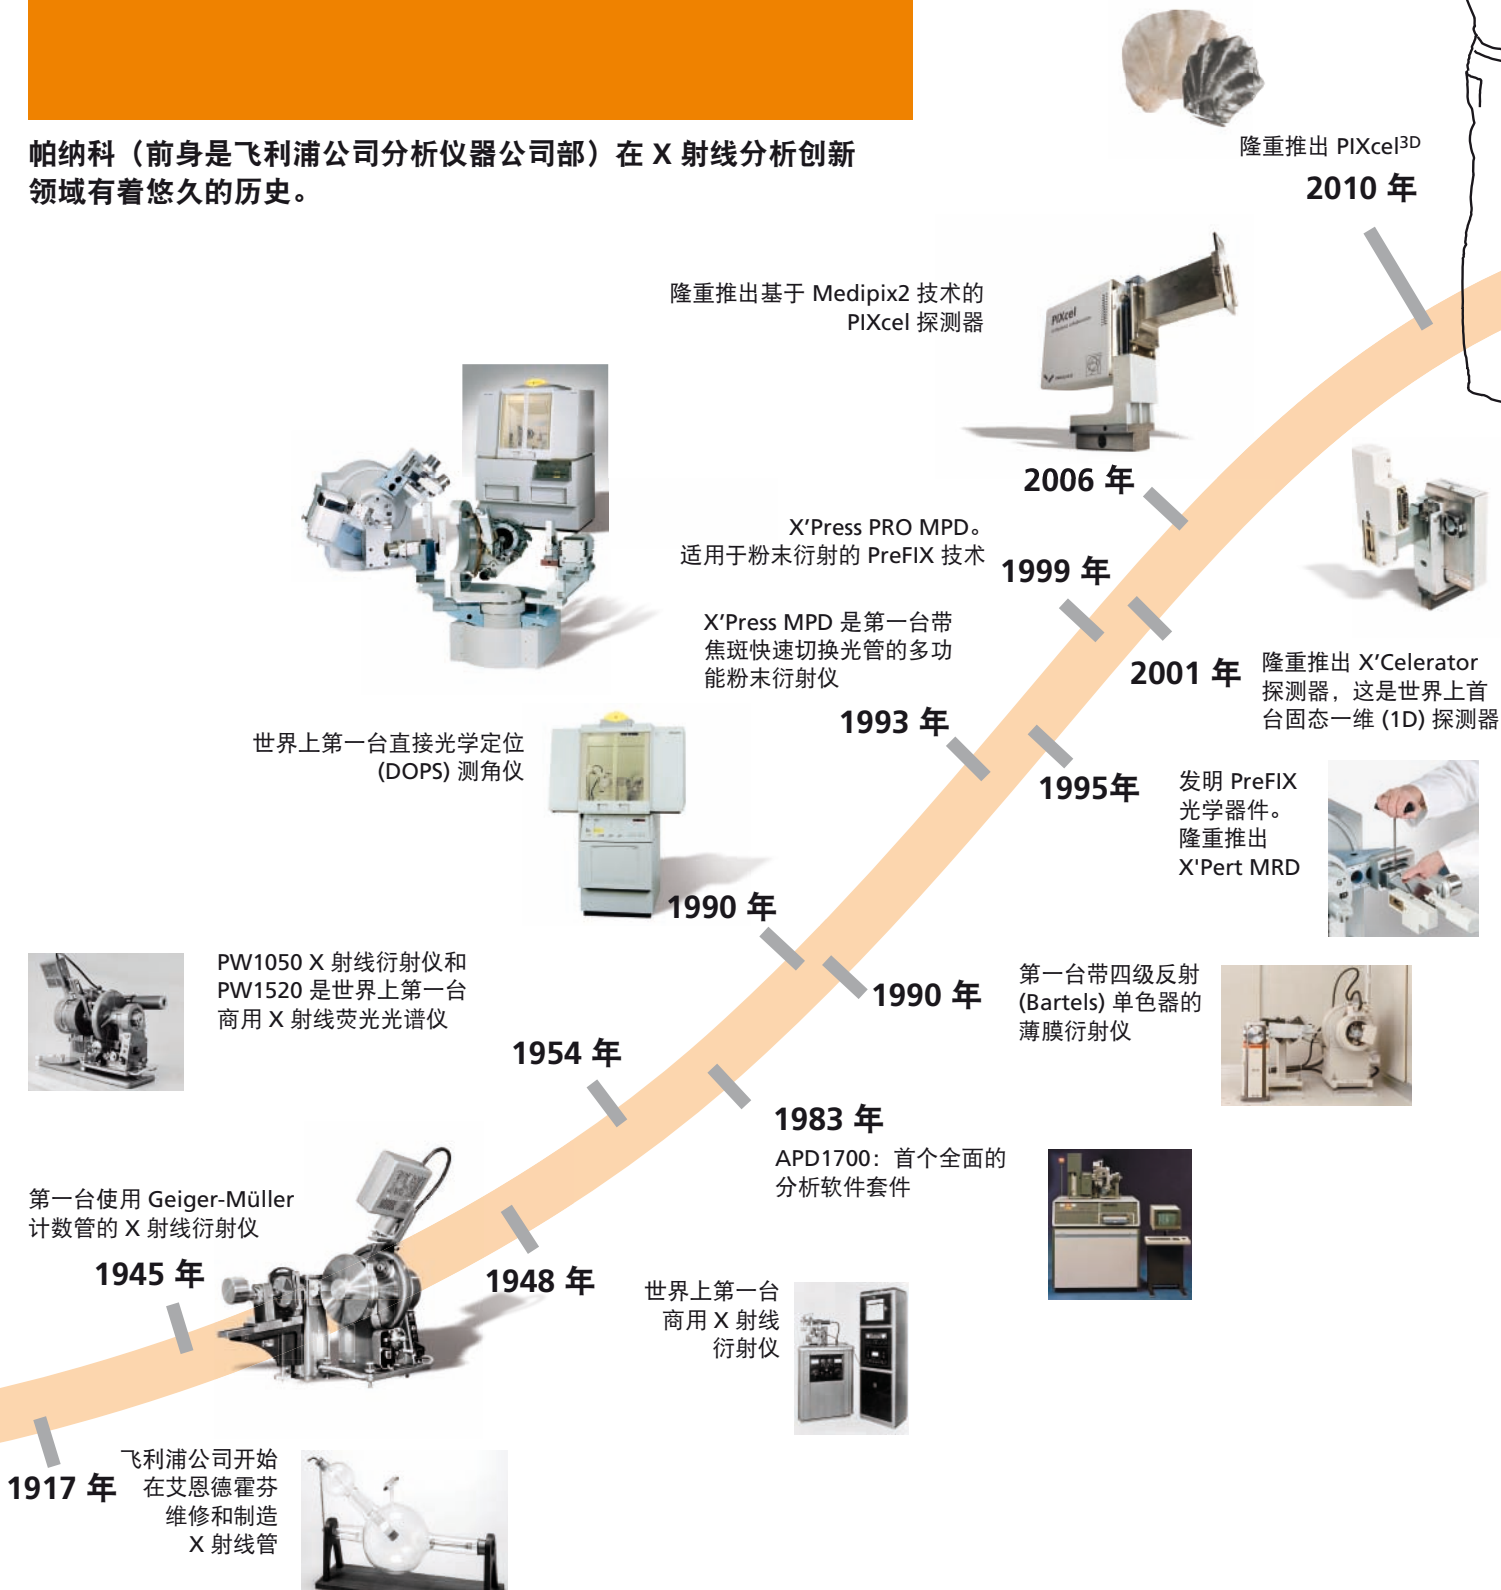 帕纳科（前身是飞利浦公司分析仪器公司部）在 X 射线分析创新
领域有着悠久的历史。
隆重推出 PIXcel3D
2010 年
隆重推出基于 Medipix2 技术的
PIXcel 探测器
PIXcel
2006 年
X’Press PRO MPD。
适用于粉末衍射的 PreFIX 技术
1999 年
X’Press MPD 是第一台带
焦斑快速切换光管的多功
能粉末衍射仪
1993 年
2001 年
隆重推出 X’Celerator
探测器，这是世界上首
台固态一维 (1D) 探测器
世界上第一台直接光学定位
(DOPS) 测角仪
1990 年
1995年
发明 PreFIX
光学器件。
隆重推出
X'Pert MRD
PW1050 X 射线衍射仪和
PW1520 是世界上第一台
商用 X 射线荧光光谱仪
1954 年
1990 年
第一台带四级反射
(Bartels) 单色器的
薄膜衍射仪
1983 年
APD1700：首个全面的
分析软件套件
第一台使用 Geiger-Müller
计数管的 X 射线衍射仪
1945 年
1948 年
世界上第一台
商用 X 射线
衍射仪
1917 年
飞利浦公司开始
在艾恩德霍芬
维修和制造
X 射线管